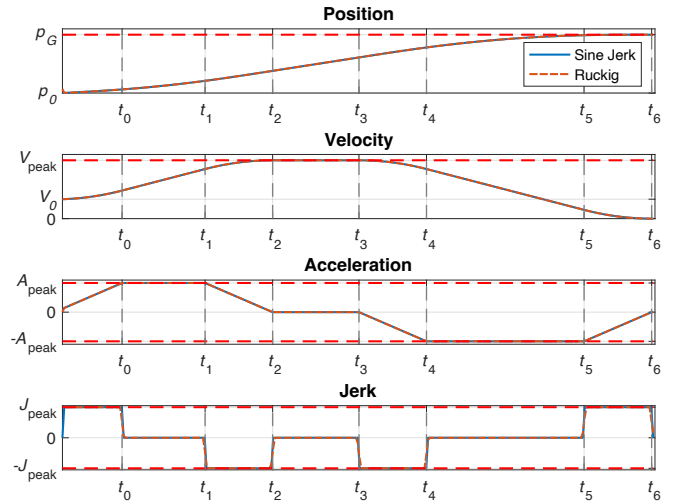 Position
p_G
p_0
Sine Jerk
Ruckig
t_0 t_1 t_2 t_3 t_4 t_5 t_6
Velocity
V_peak
V_0
0
t_0 t_1 t_2 t_3 t_4 t_5 t_6
Acceleration
A_peak
0
-A_peak
t_0 t_1 t_2 t_3 t_4 t_5 t_6
Jerk
J_peak
0
-J_peak
t_0 t_1 t_2 t_3 t_4 t_5 t_6